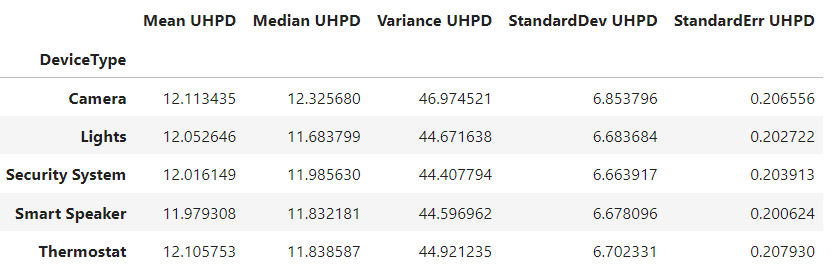 Mean UHPD Median UHPD Variance UHPD StandardDev UHPD StandardErr UHPD
DeviceType
Camera 12.113435 12.325680 46.974521 6.853796 0.206556
Lights 12.052646 11.683799 44.671638 6.683684 0.202722
Security System 12.016149 11.985630 44.407794 6.663917 0.203913
Smart Speaker 11.979308 11.832181 44.596962 6.678096 0.200624
Thermostat 12.105753 11.838587 44.921235 6.702331 0.207930